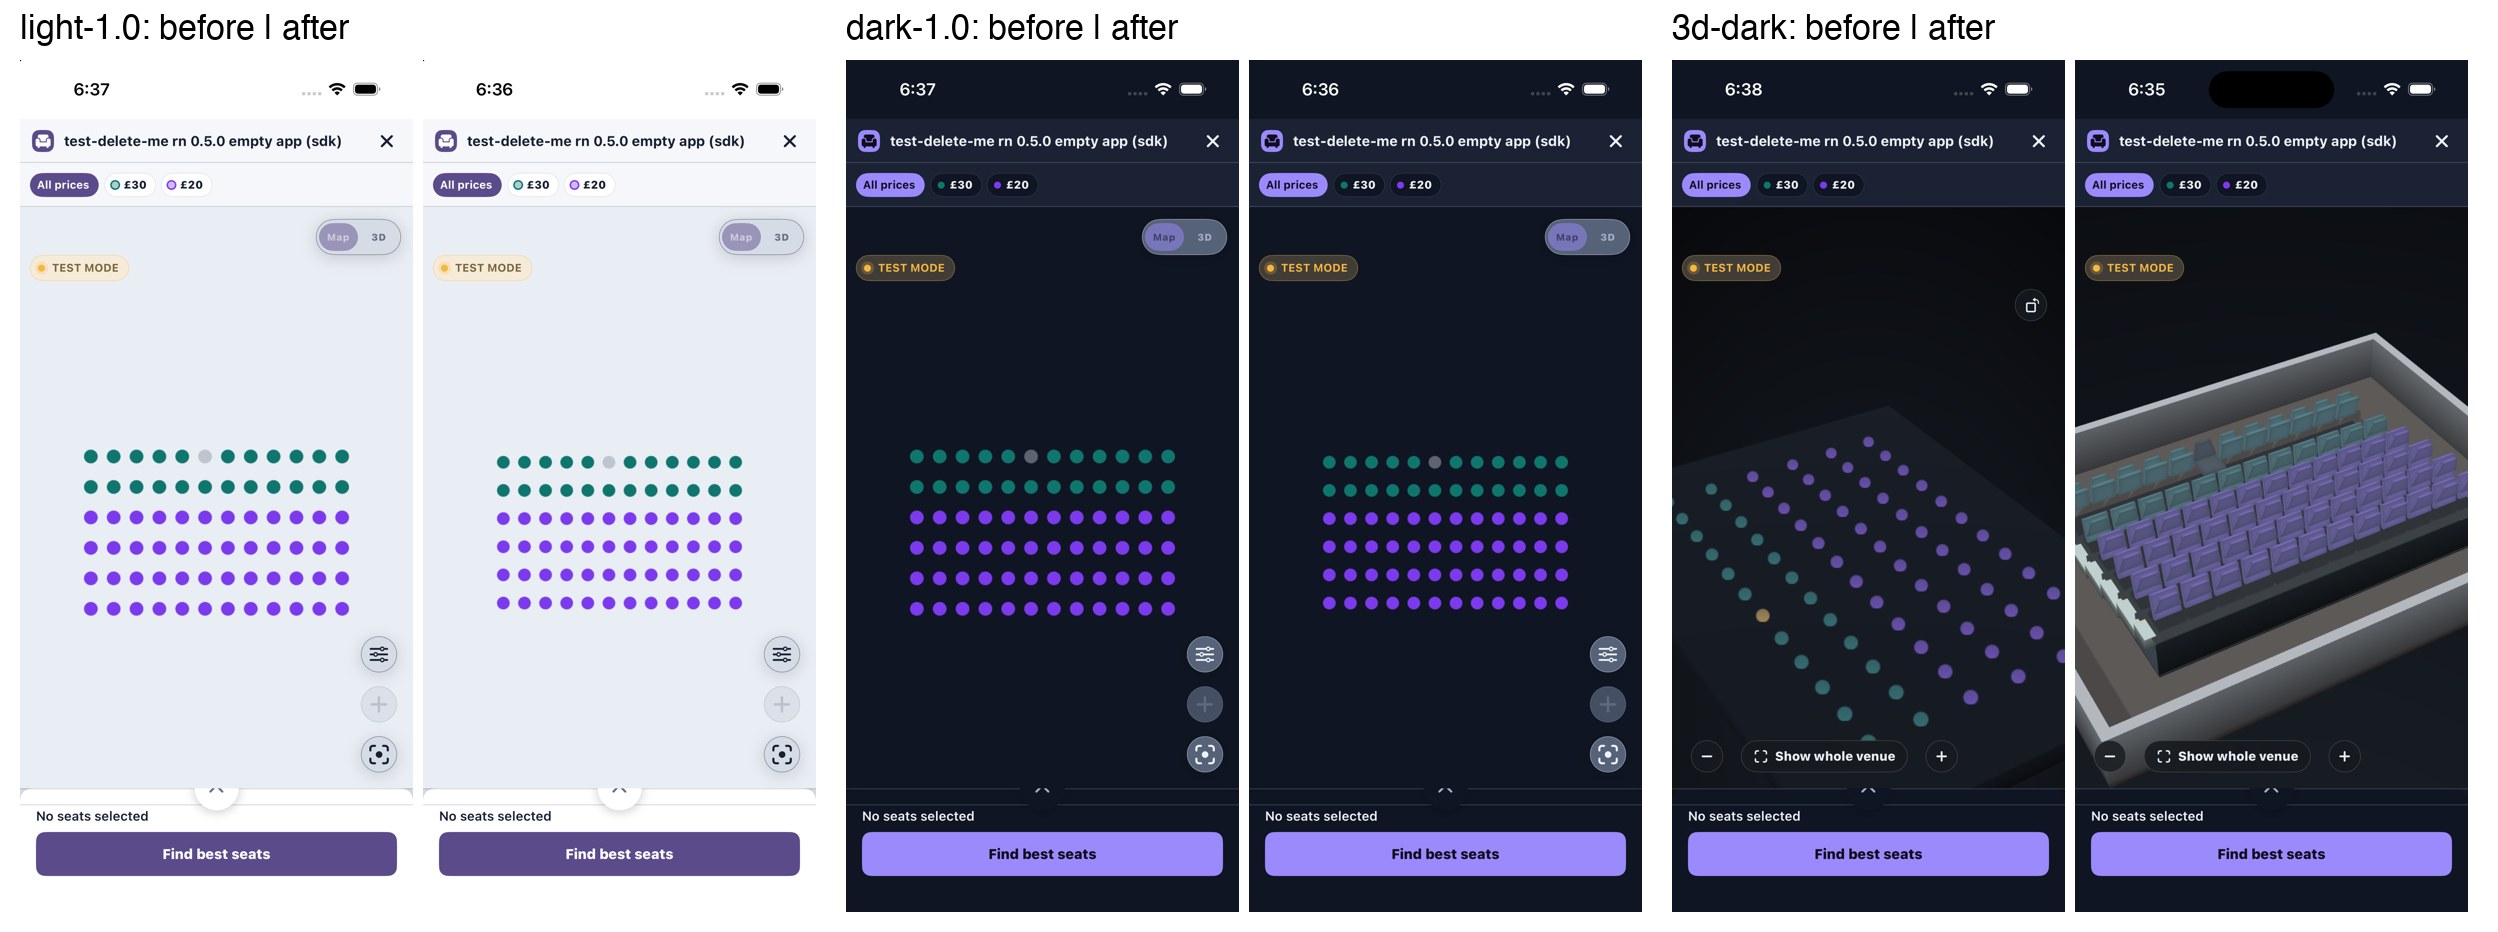 light-1.0: before | after
6:37
test-delete-me rn 0.5.0 empty app (sdk)
All prices £30 £20
Map 3D
TEST MODE
No seats selected
Find best seats
6:36
test-delete-me rn 0.5.0 empty app (sdk)
All prices £30 £20
Map 3D
TEST MODE
No seats selected
Find best seats
dark-1.0: before | after
6:37
test-delete-me rn 0.5.0 empty app (sdk)
All prices £30 £20
Map 3D
TEST MODE
No seats selected
Find best seats
6:36
test-delete-me rn 0.5.0 empty app (sdk)
All prices £30 £20
Map 3D
TEST MODE
No seats selected
Find best seats
3d-dark: before | after
6:38
test-delete-me rn 0.5.0 empty app (sdk)
All prices £30 £20
TEST MODE
Show whole venue
No seats selected
Find best seats
6:35
test-delete-me rn 0.5.0 empty app (sdk)
All prices £30 £20
TEST MODE
Show whole venue
No seats selected
Find best seats